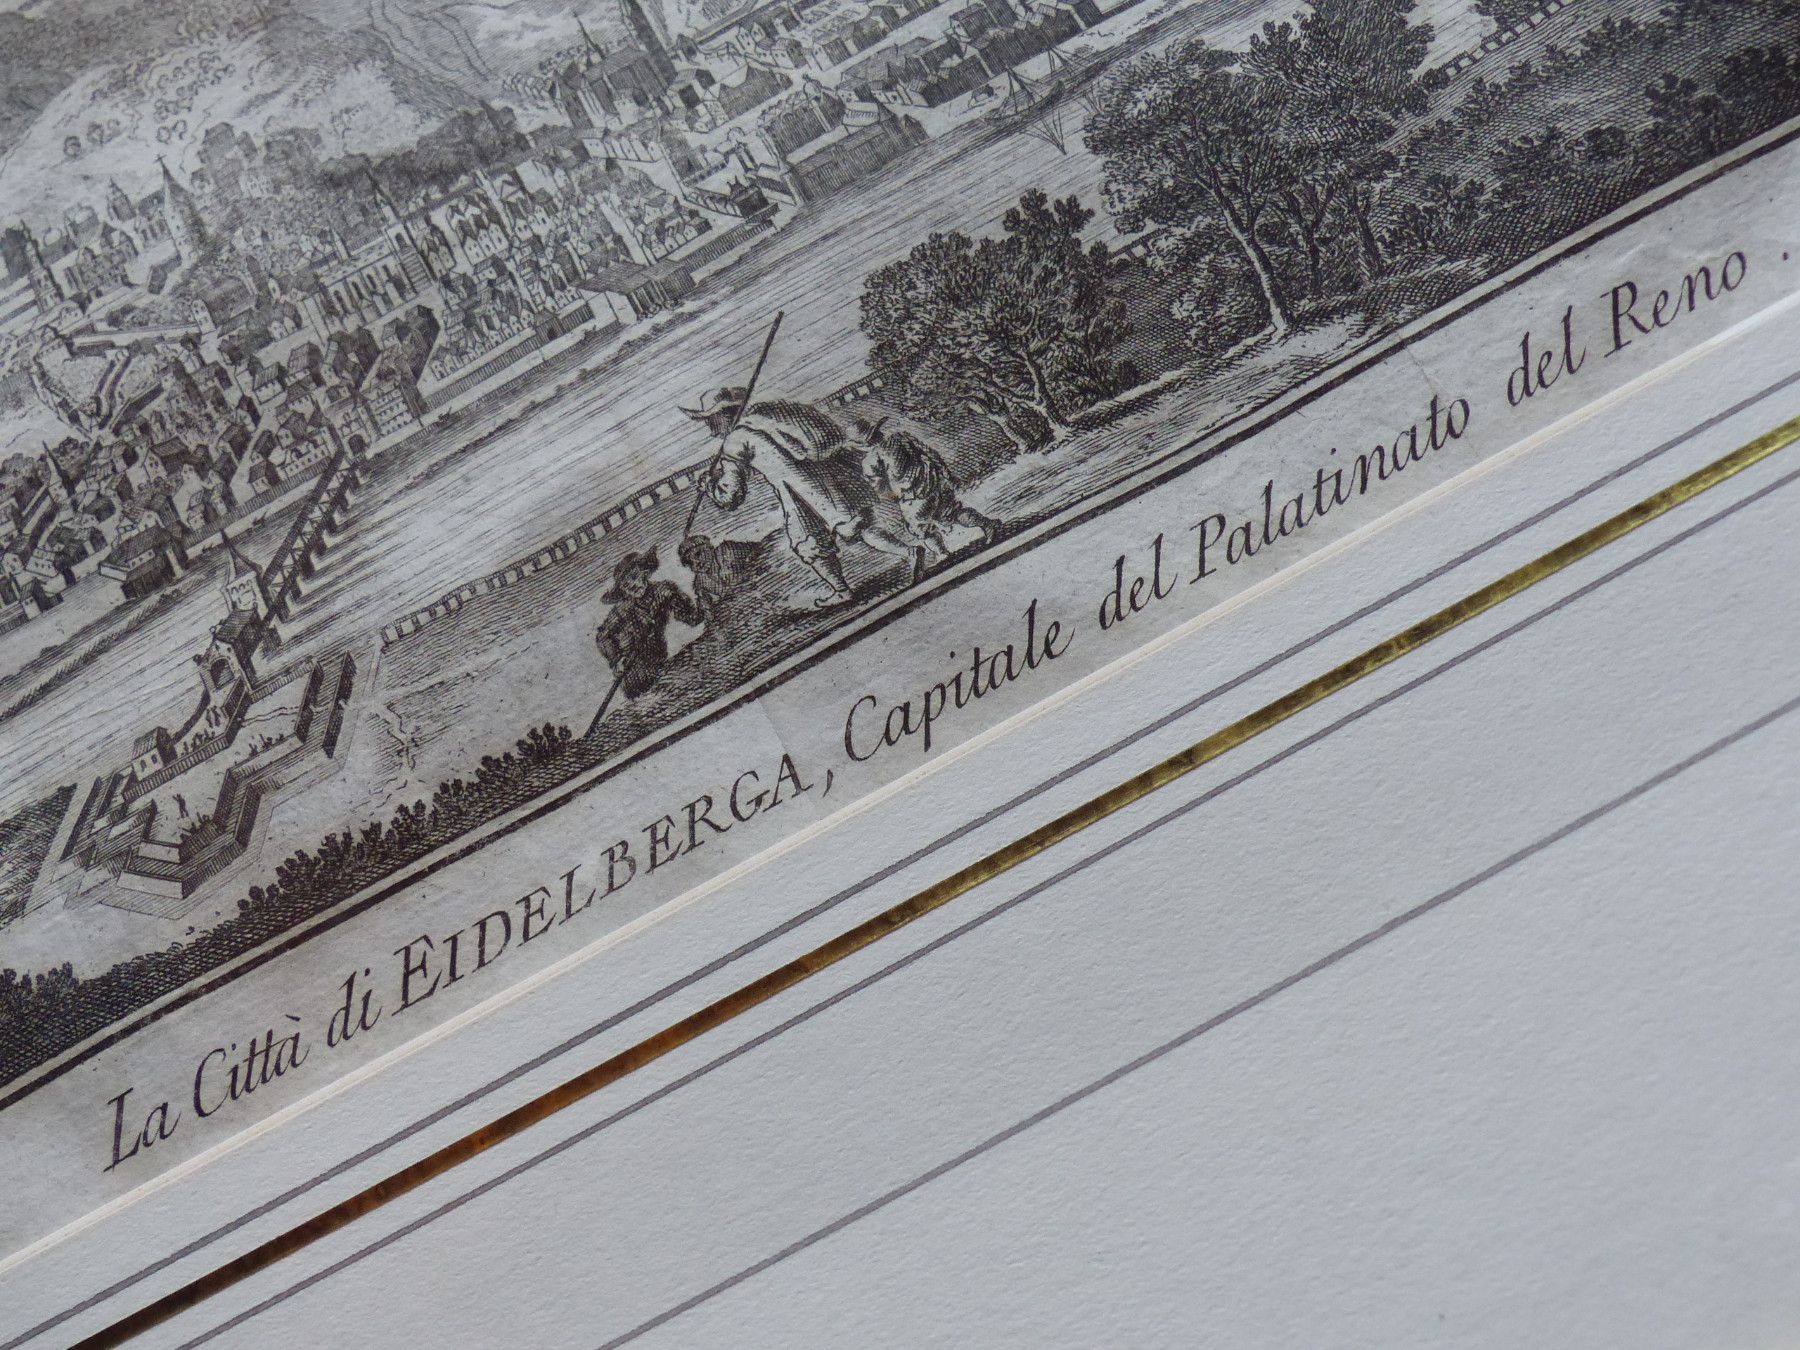 La Città di EIDELBERGA, Capitale del Palatinato del Reno.